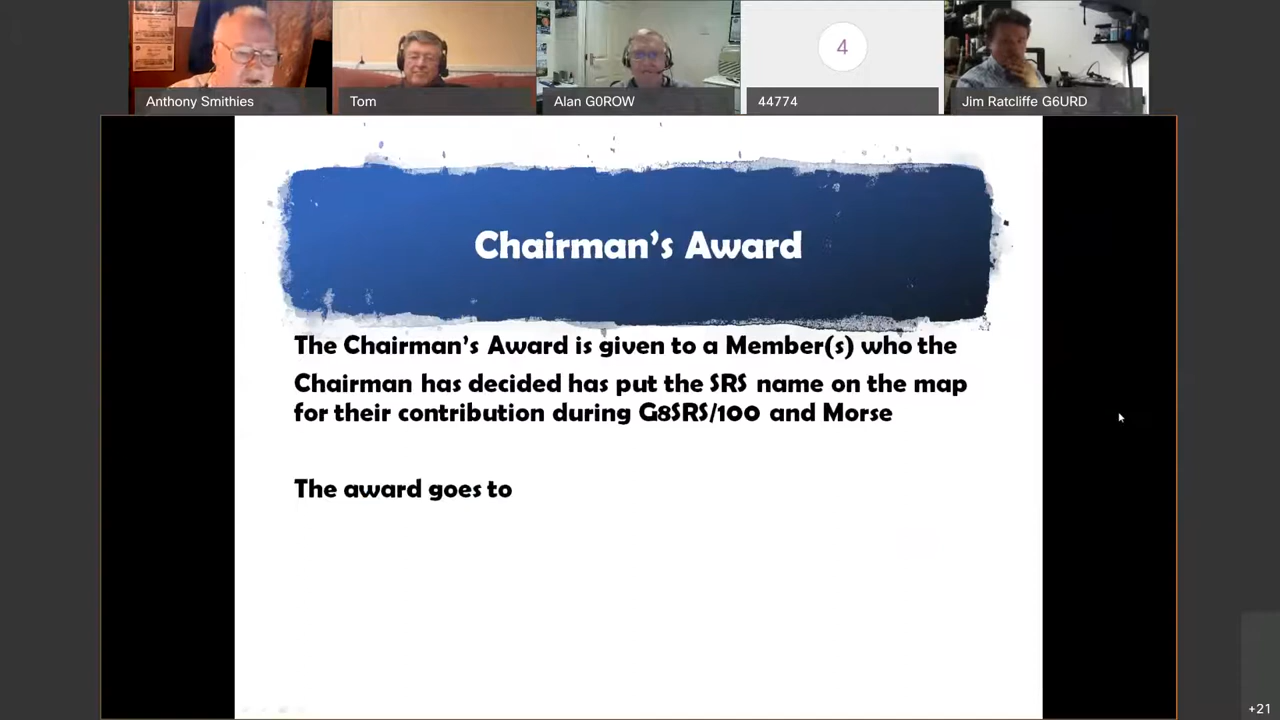 4
Anthony Smithies
Tom
Alan G0ROW
44774
Jim Ratcliffe G6URD
Chairman's Award
The Chairman's Award is given to a Member(s) who the
Chairman has decided has put the SRS name on the map
for their contribution during G8SRS/100 and Morse
The award goes to
+21